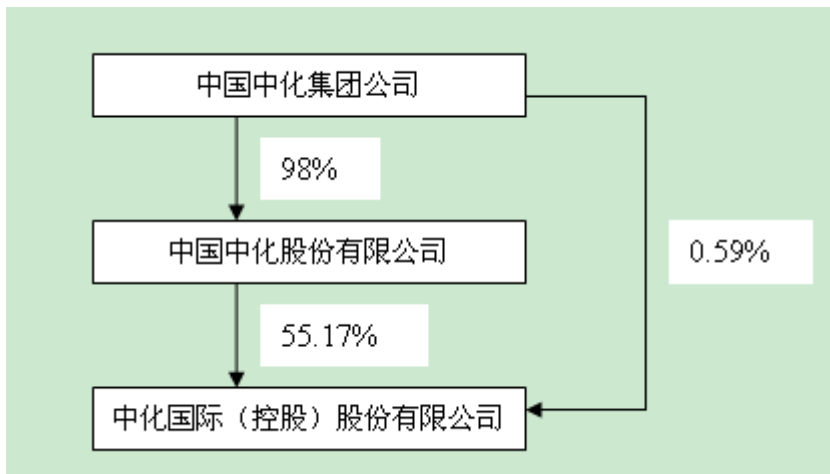 中国中化集团公司
98%
中国中化股份有限公司
0.59%
55.17%
中化国际（控股）股份有限公司